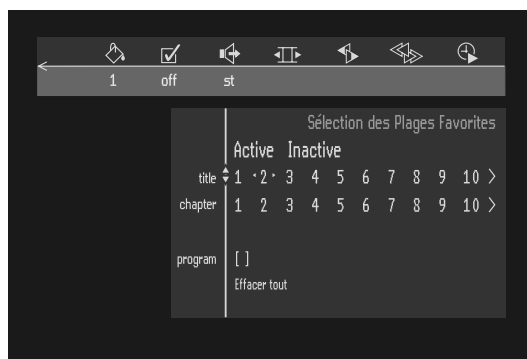 1 off st
Sélection des Plages Favorites
Active Inactive
title 1 2 3 4 5 6 7 8 9 10 >
chapter 1 2 3 4 5 6 7 8 9 10 >
program [ ]
Effacer tout